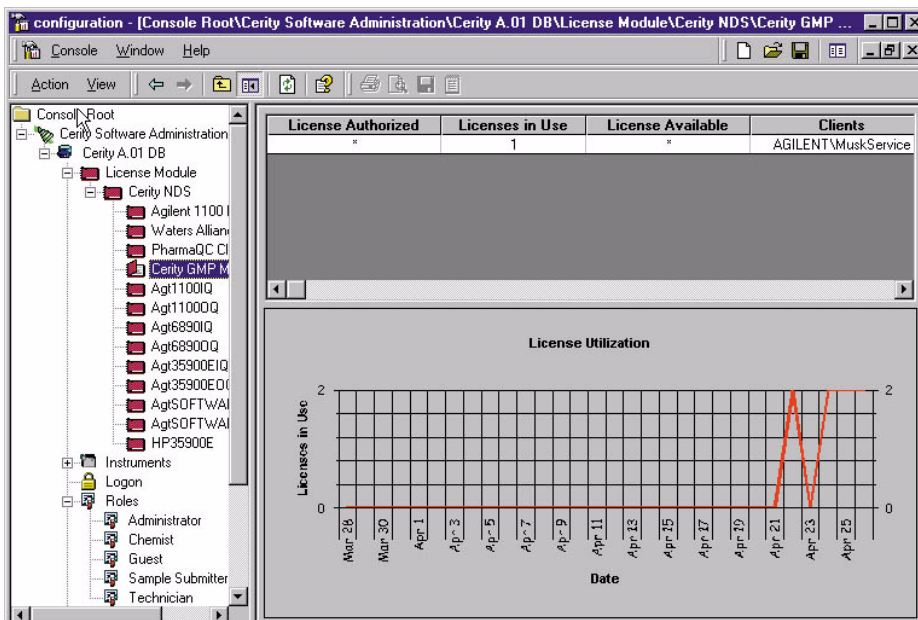 configuration - [Console Root\Cerity Software Administration\Cerity A.01 DB\License Module\Cerity NDS\Cerity GMP ...
Console Window Help
Action View
Console Root
Cerity Software Administration
Cerity A.01 DB
License Module
Cerity NDS
Agilent 1100
Waters Allian
PharmaQC Cl
Cerity GMP M
Agt1100IQ
Agt1100OQ
Agt6890IQ
Agt6890OQ
Agt35900EIQ
Agt35900EO
AgtSOFTWA
AgtSOFTWA
HP35900E
Instruments
Logon
Roles
Administrator
Chemist
Guest
Sample Submitter
Technician
License Authorized Licenses in Use License Available Clients
* 1 * AGILENT\MuskService
License Utilization
Licenses in Use
2 2
0 0
Mar 28 Mar 30 Apr 1 Apr 3 Apr 5 Apr 7 Apr 9 Apr 11 Apr 13 Apr 15 Apr 17 Apr 19 Apr 21 Apr 23 Apr 25
Date